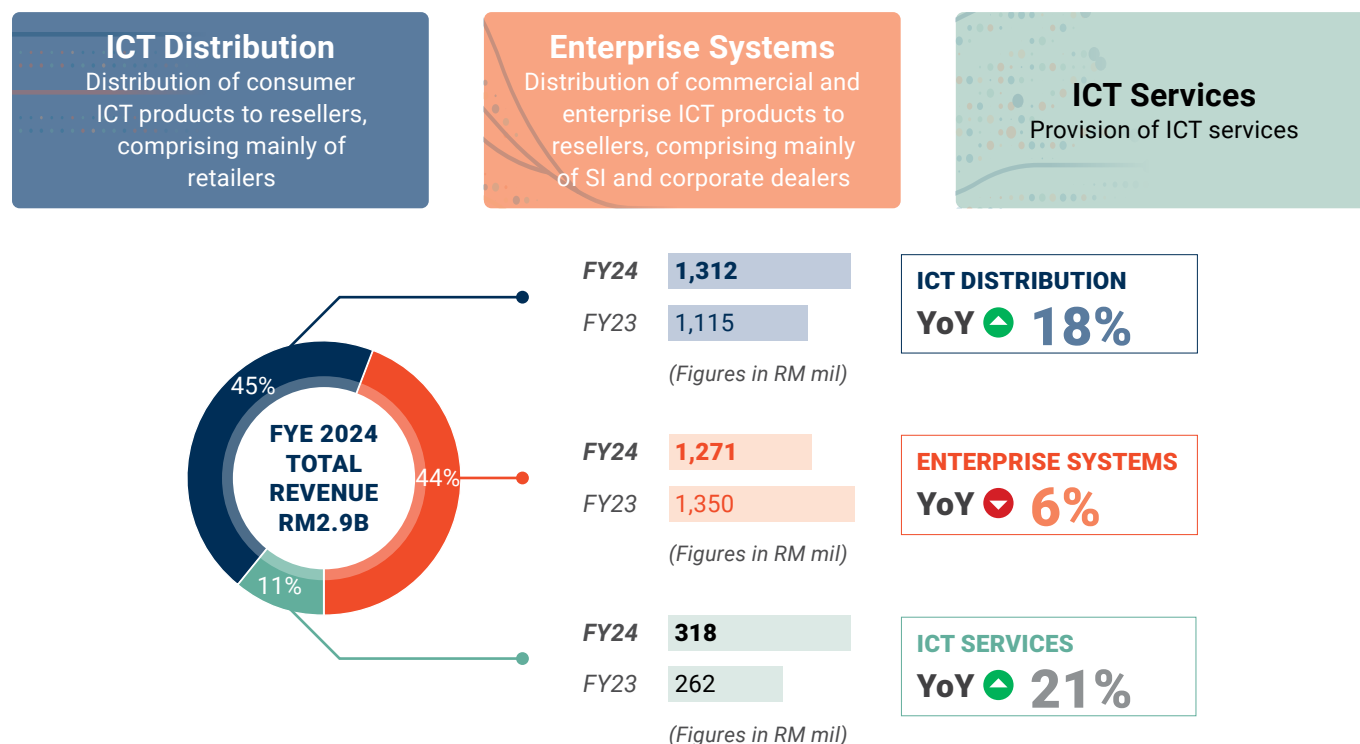 ICT Distribution
Distribution of consumer
ICT products to resellers,
comprising mainly of
retailers
Enterprise Systems
Distribution of commercial and
enterprise ICT products to
resellers, comprising mainly
of SI and corporate dealers
ICT Services
Provision of ICT services
45%
44%
11%
FYE 2024
TOTAL
REVENUE
RM2.9B
FY24 1,312
FY23 1,115
(Figures in RM mil)
ICT DISTRIBUTION
YoY 18%
FY24 1,271
FY23 1,350
(Figures in RM mil)
ENTERPRISE SYSTEMS
YoY 6%
FY24 318
FY23 262
(Figures in RM mil)
ICT SERVICES
YoY 21%